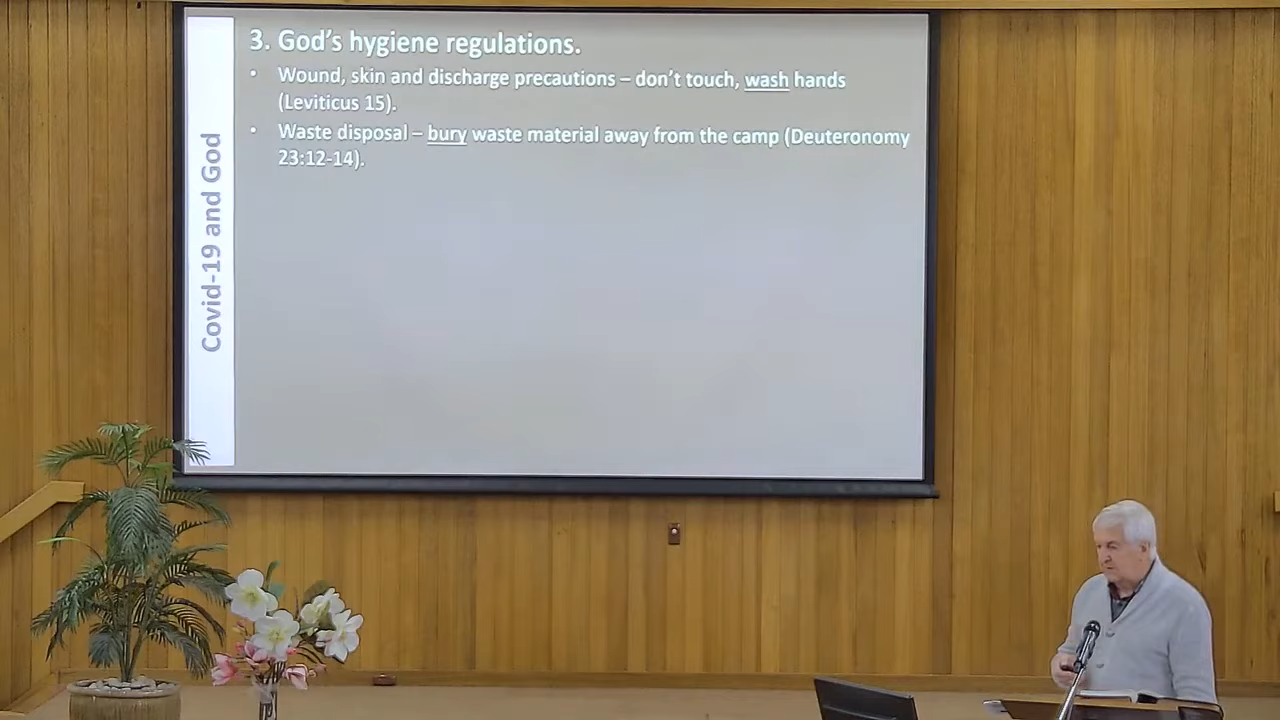 3. God's hygiene regulations.
• Wound, skin and discharge precautions – don't touch, wash hands
(Leviticus 15).
• Waste disposal – bury waste material away from the camp (Deuteronomy
23:12-14).
Covid-19 and God